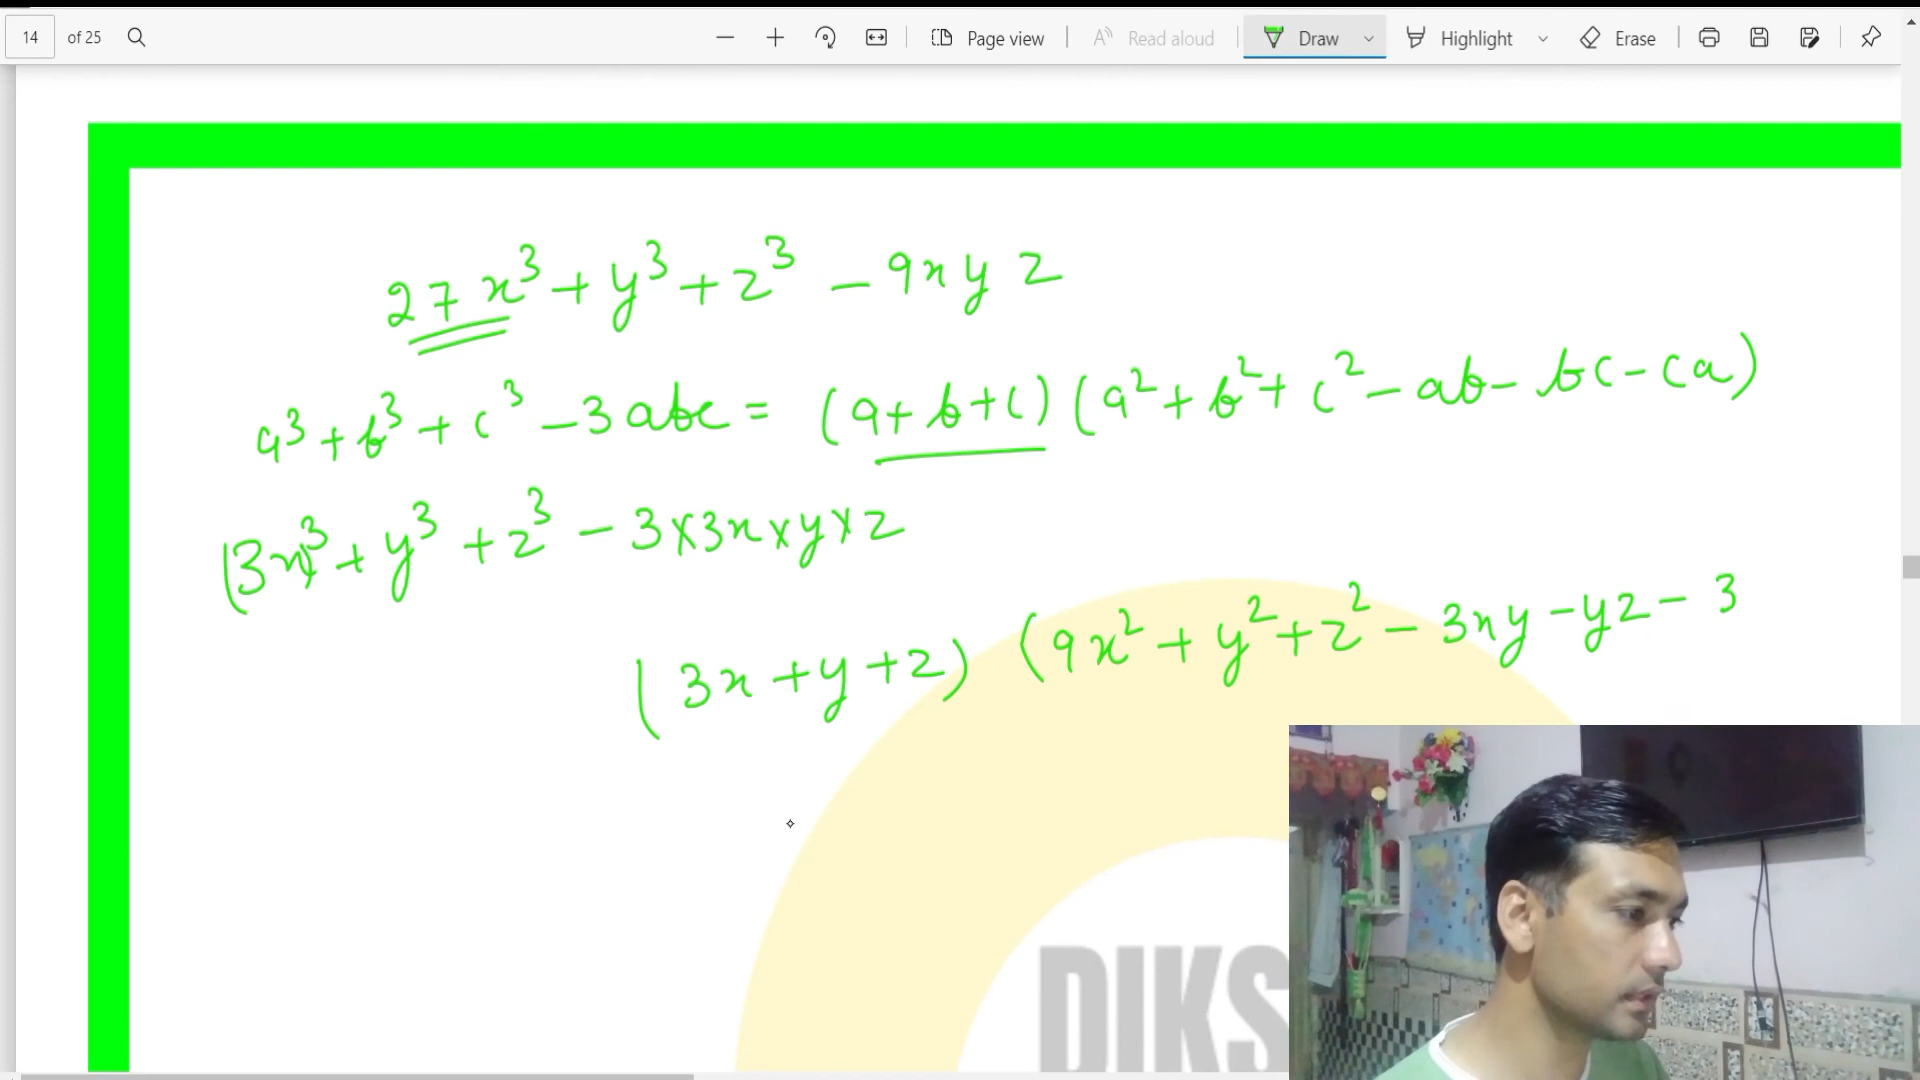 14 of 25 Page view Read aloud Draw Highlight Erase
27x³ + y³ + z³ - 9xyz
a³ + b³ + c³ - 3abc = (a + b + c) (a² + b² + c² - ab - bc - ca)
(3x)³ + y³ + z³ - 3×3x×y×z
(3x + y + z) (9x² + y² + z² - 3xy - yz - 3
DIKS